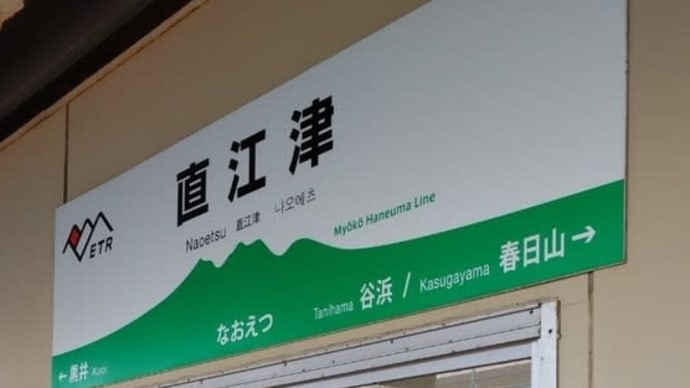 直江津
ETR
Naoetsu 直江津 나오에츠
Myōkō Haneuma Line
なおえつ
Tanihama 谷浜 / Kasugayama 春日山 →
← 黒井 Kuroi